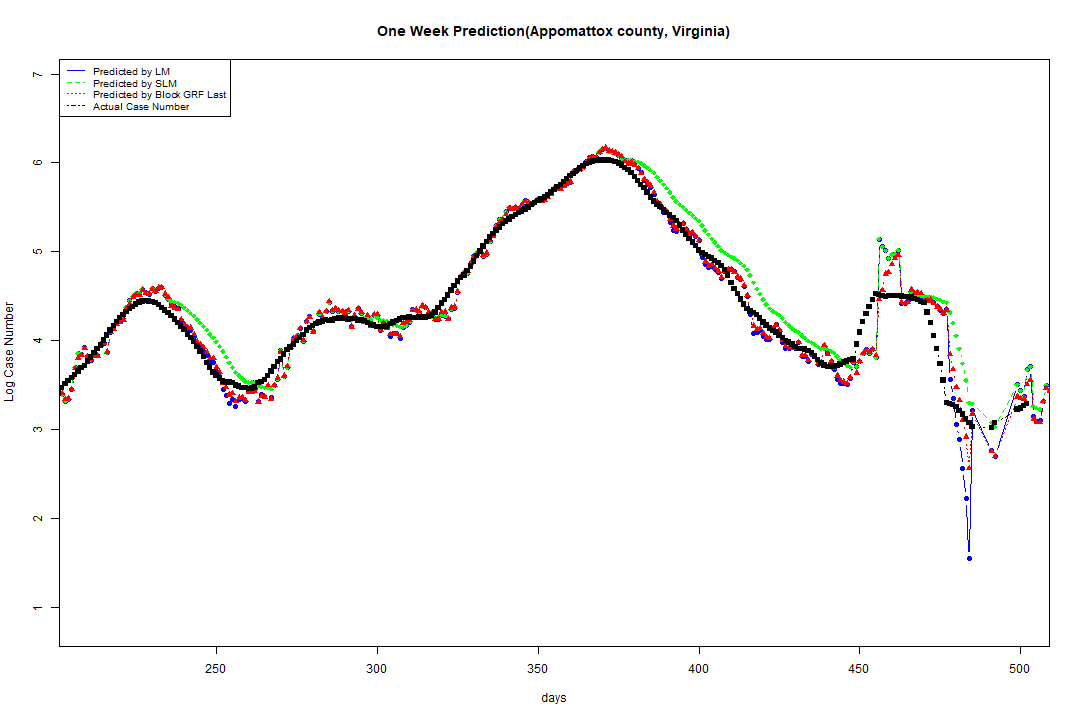 One Week Prediction(Appomattox county, Virginia)
Predicted by LM
Predicted by SLM
Predicted by Block GRF Last
Actual Case Number
Log Case Number
7
6
5
4
3
2
1
250
300
350
400
450
500
days